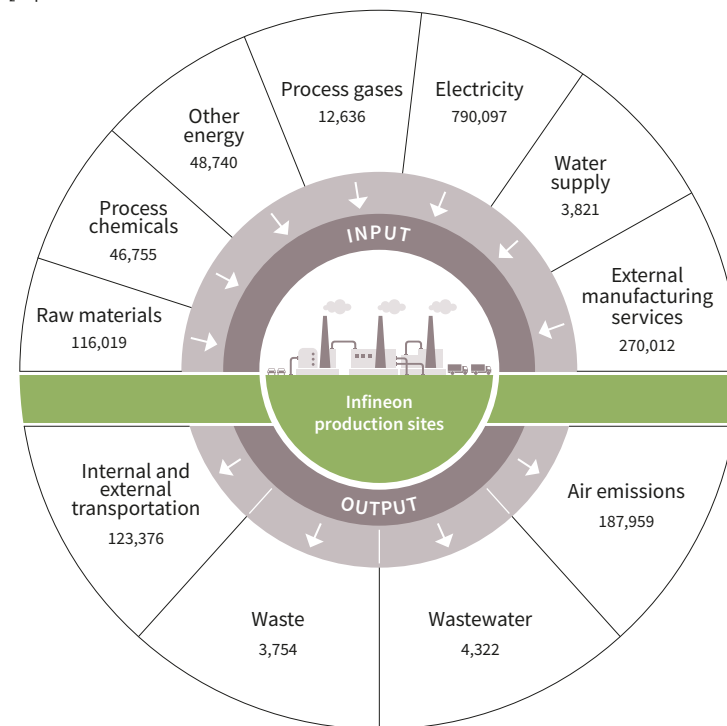 Process gases
12,636
Electricity
790,097
Other
energy
48,740
Water
supply
3,821
Process
chemicals
46,755
External
manufacturing
services
270,012
Raw materials
116,019
INPUT
Infineon
production sites
OUTPUT
Internal and
external
transportation
123,376
Air emissions
187,959
Waste
3,754
Wastewater
4,322